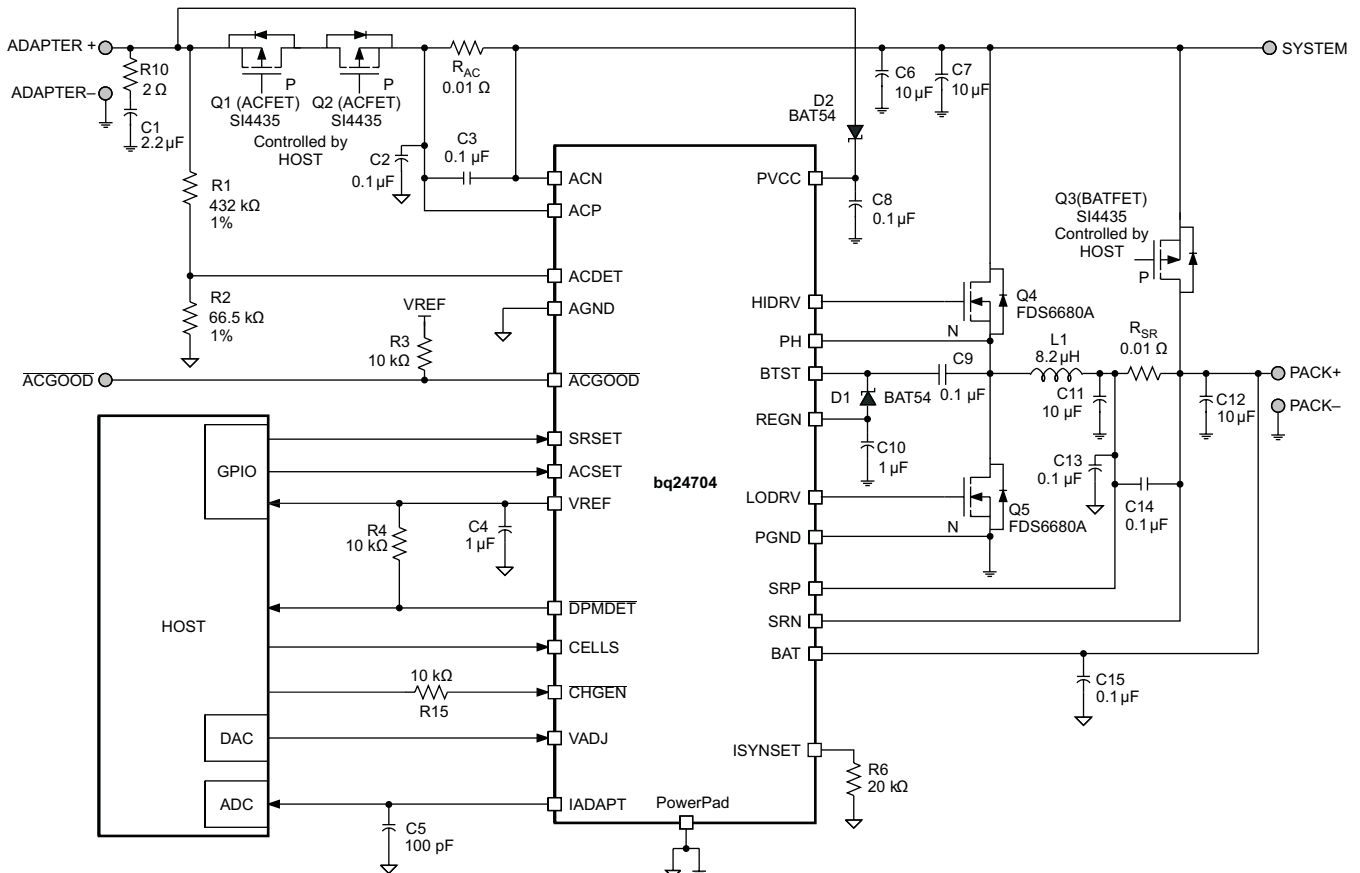 ADAPTER +
ADAPTER–
R10
2 Ω
C1
2.2 µF
P
Q1 (ACFET)
SI4435
P
Q2 (ACFET)
SI4435
Controlled by
HOST
RAC
0.01 Ω
C2
0.1 µF
C3
0.1 µF
C6
10 µF
C7
10 µF
SYSTEM
D2
BAT54
R1
432 kΩ
1%
R2
66.5 kΩ
1%
VREF
R3
10 kΩ
ACGOOD
ACN
ACP
ACDET
AGND
ACGOOD
SRSET
ACSET
VREF
DPMDET
CELLS
CHGEN
VADJ
IADAPT
bq24704
PowerPad
PVCC
HIDRV
PH
BTST
REGN
LODRV
PGND
SRP
SRN
BAT
ISYNSET
C8
0.1 µF
Q3(BATFET)
SI4435
Controlled by
HOST
P
Q4
FDS6680A
N
C9
0.1 µF
D1
BAT54
C10
1 µF
L1
8.2 µH
RSR
0.01 Ω
C11
10 µF
C12
10 µF
PACK+
PACK–
C13
0.1 µF
C14
0.1 µF
Q5
FDS6680A
N
C15
0.1 µF
R6
20 kΩ
HOST
GPIO
DAC
ADC
R4
10 kΩ
C4
1 µF
10 kΩ
R15
C5
100 pF